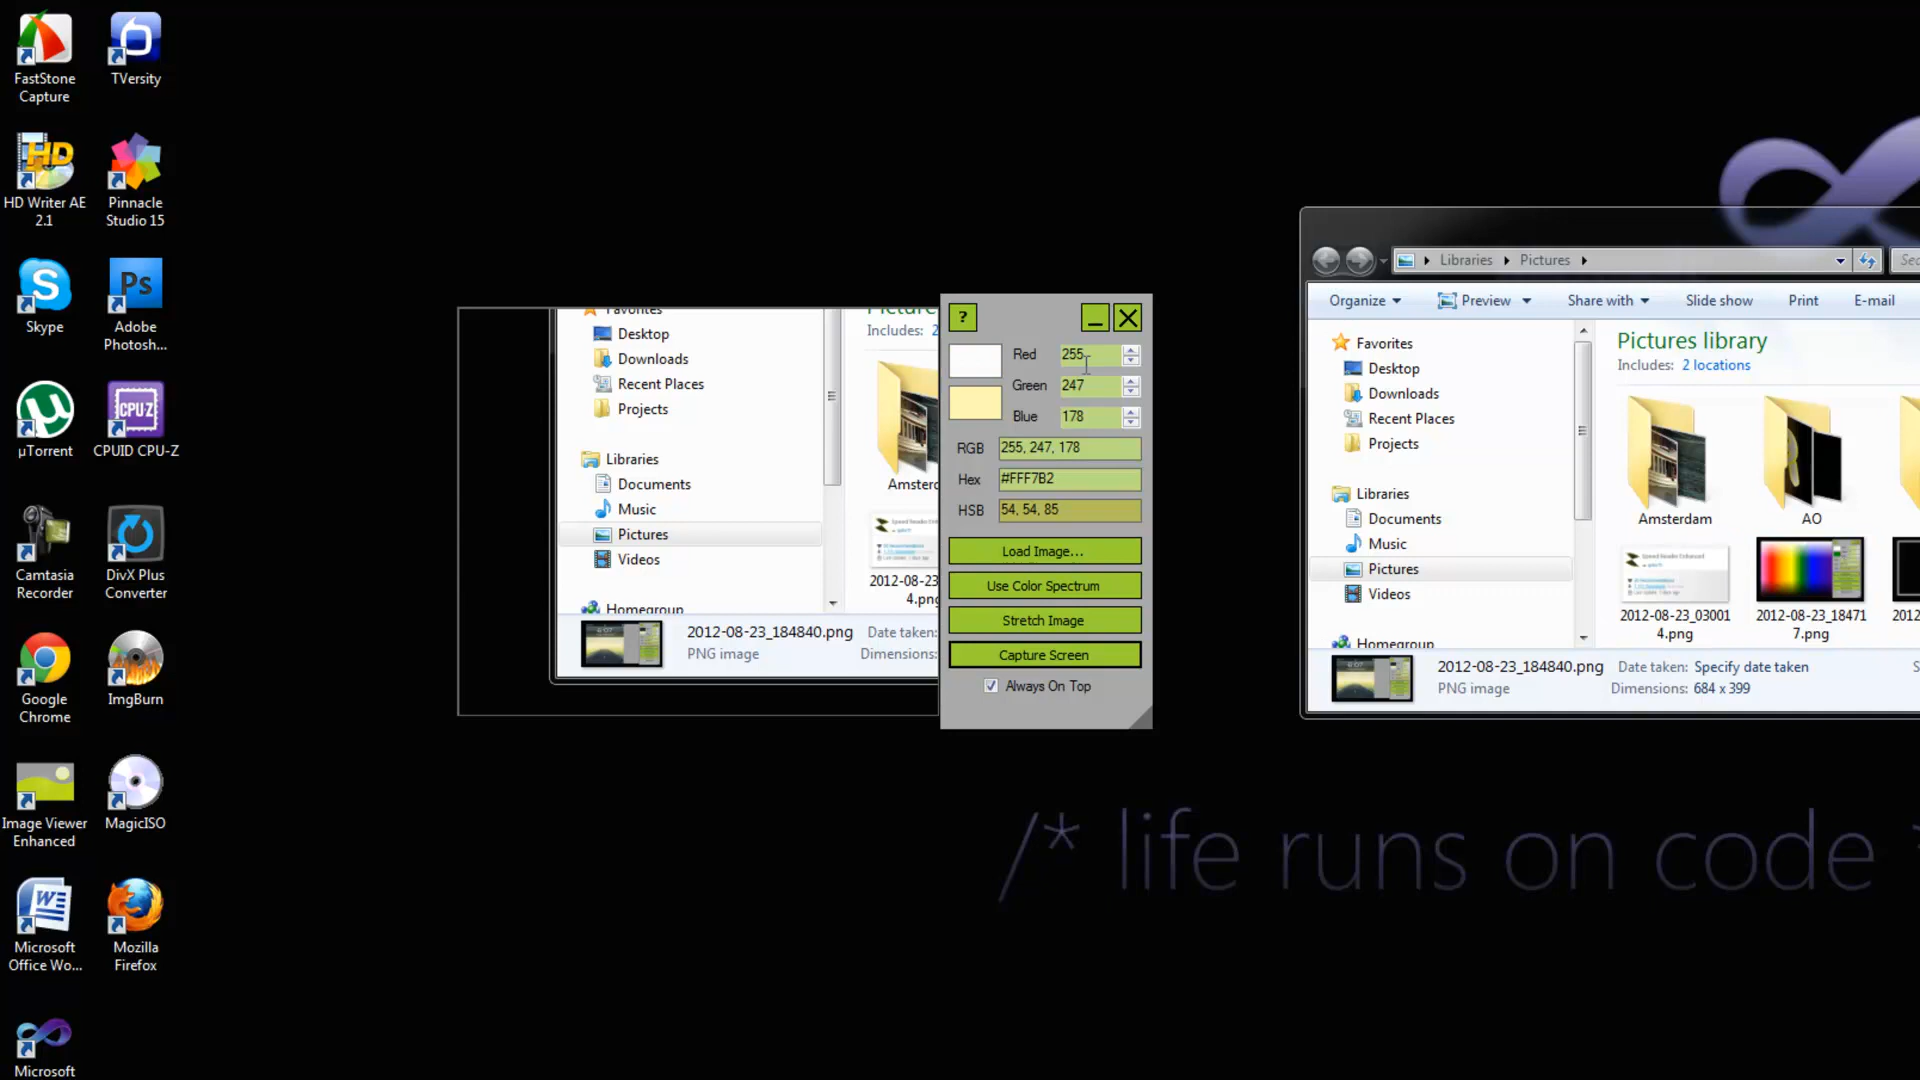 FastStone
Capture
TVersity
HD Writer AE
2.1
Pinnacle
Studio 15
Skype
Adobe
Photosh...
µTorrent
CPUID CPU-Z
Camtasia
Recorder
DivX Plus
Converter
Google
Chrome
ImgBurn
Image Viewer
Enhanced
MagicISO
Microsoft
Office Wo...
Mozilla
Firefox
Microsoft
Desktop
Downloads
Recent Places
Projects
Libraries
Documents
Music
Pictures
Videos
Homegroup
Includes: 2
Amsterd
2012-08-23
4.png
2012-08-23_184840.png Date taken:
PNG image Dimensions:
?
Red 255
Green 247
Blue 178
RGB 255, 247, 178
Hex #FFF7B2
HSB 54, 54, 85
Load Image...
Use Color Spectrum
Stretch Image
Capture Screen
Always On Top
Libraries Pictures
Organize Preview Share with Slide show Print E-mail
Favorites
Desktop
Downloads
Recent Places
Projects
Libraries
Documents
Music
Pictures
Videos
Homegroup
Pictures library
Includes: 2 locations
Amsterdam
AO
2012-08-23_03001
4.png
2012-08-23_18471
7.png
2012-08-23_184840.png Date taken: Specify date taken
PNG image Dimensions: 684 x 399
/* life runs on code *